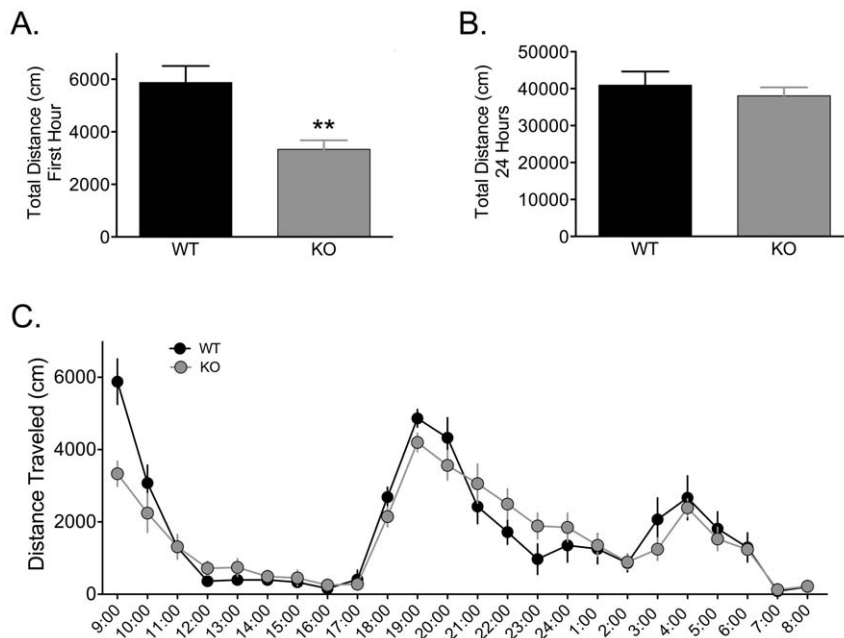 A.
Total Distance (cm)
First Hour
6000
4000
2000
0
**
WT
KO
B.
Total Distance (cm)
24 Hours
50000
40000
30000
20000
10000
0
WT
KO
C.
WT
KO
Distance Traveled (cm)
6000
4000
2000
0
9:00 10:00 11:00 12:00 13:00 14:00 15:00 16:00 17:00 18:00 19:00 20:00 21:00 22:00 23:00 24:00 1:00 2:00 3:00 4:00 5:00 6:00 7:00 8:00